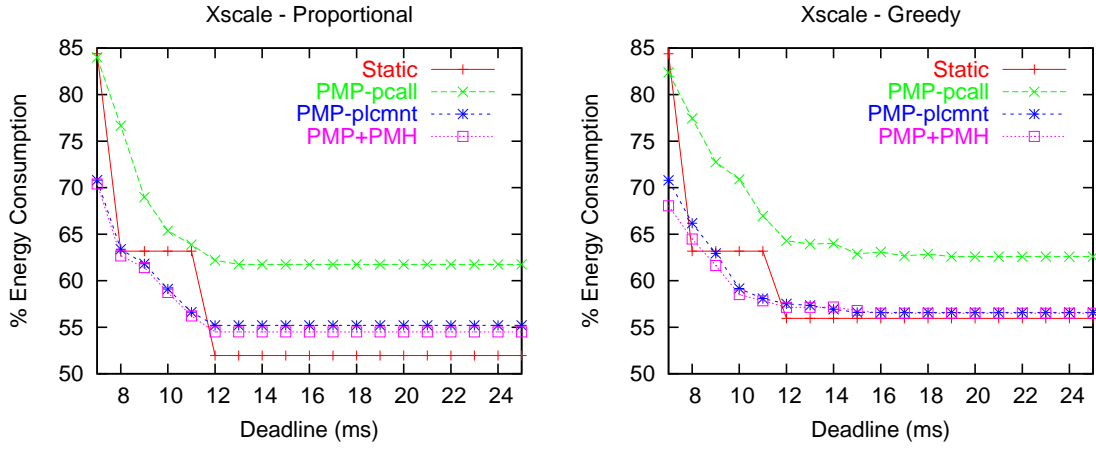 Xscale - Proportional
% Energy Consumption
85
80
75
70
65
60
55
50
Static
PMP-pcall
PMP-plcmnt
PMP+PMH
8 10 12 14 16 18 20 22 24
Deadline (ms)
Xscale - Greedy
% Energy Consumption
85
80
75
70
65
60
55
50
Static
PMP-pcall
PMP-plcmnt
PMP+PMH
8 10 12 14 16 18 20 22 24
Deadline (ms)